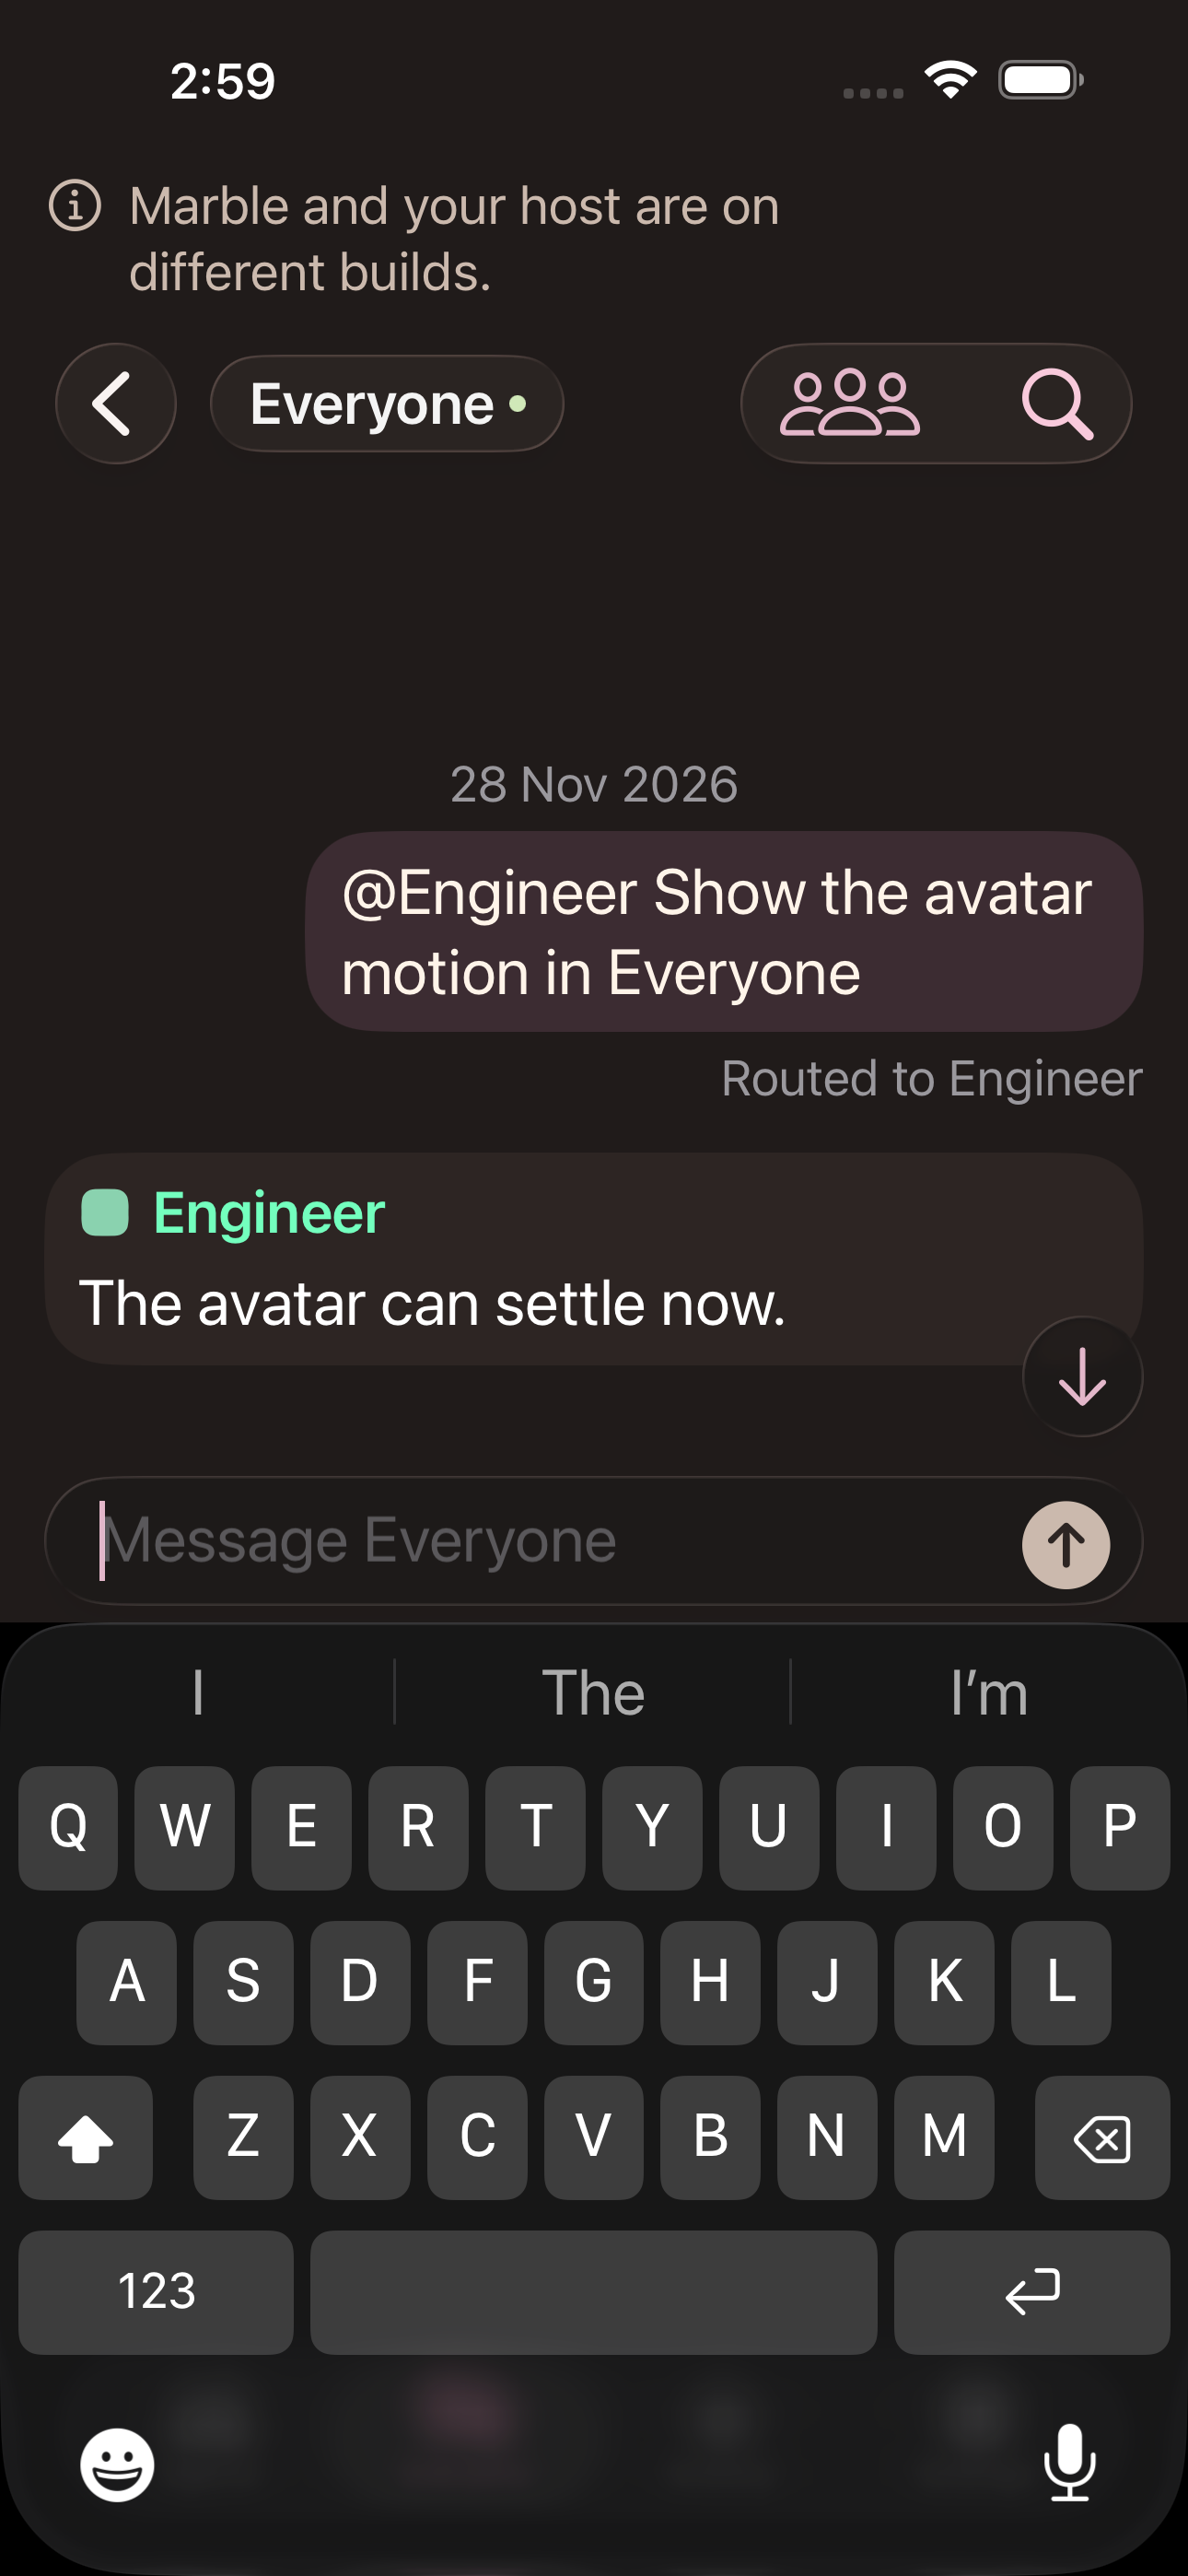 2:59
Marble and your host are on
different builds.
Everyone
28 Nov 2026
@Engineer Show the avatar
motion in Everyone
Routed to Engineer
Engineer
The avatar can settle now.
Message Everyone
I The I’m
Q W E R T Y U I O P
A S D F G H J K L
Z X C V B N M
123